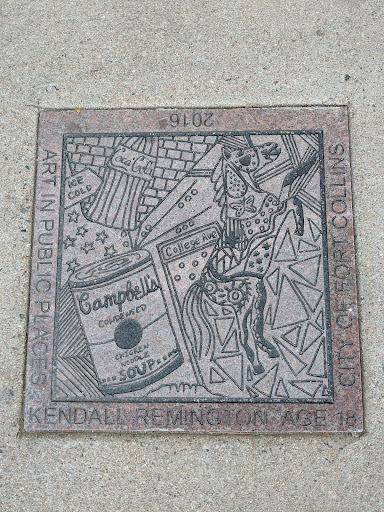 2016
ART IN PUBLIC PLACES
CITY OF FORT COLLINS
Coca-Cola
ICE
COLD
College Ave
Campbell's
CONDENSED
CHICKEN
NOODLE
SOUP
KENDALL REMINGTON AGE 18